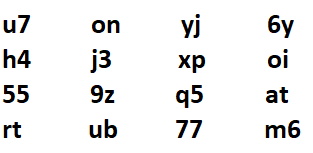 u7 on yj 6y
h4 j3 xp oi
55 9z q5 at
rt ub 77 m6